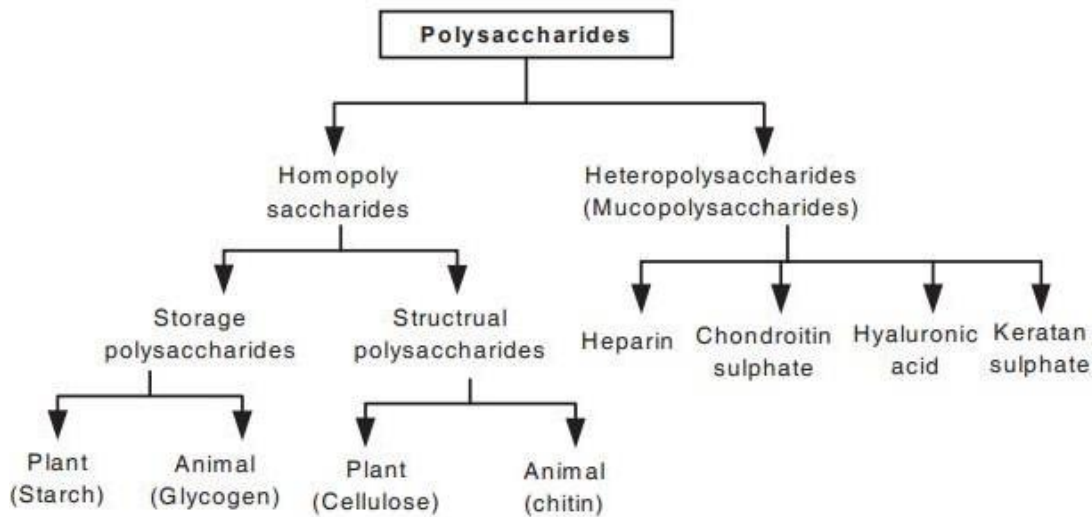 Polysaccharides
Homopoly
saccharides
Heteropolysaccharides
(Mucopolysaccharides)
Storage
polysaccharides
Structrual
polysaccharides
Heparin
Chondroitin
sulphate
Hyaluronic
acid
Keratan
sulphate
Plant
(Starch)
Animal
(Glycogen)
Plant
(Cellulose)
Animal
(chitin)